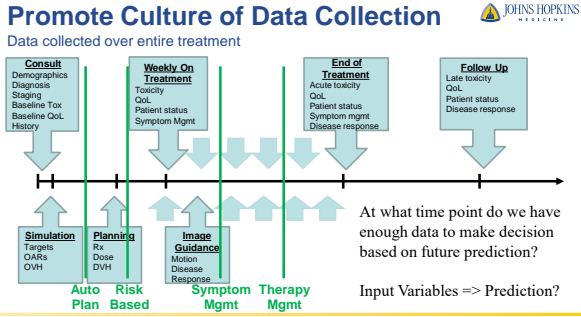 Promote Culture of Data Collection
JOHNS HOPKINS
MEDICINE
Data collected over entire treatment
Consult
Demographics
Diagnosis
Staging
Baseline Tox
Baseline QoL
History
Weekly On
Treatment
Toxicity
QoL
Patient status
Symptom Mgmt
End of
Treatment
Acute toxicity
QoL
Patient status
Symptom mgmt
Disease response
Follow Up
Late toxicity
QoL
Patient status
Disease response
Simulation
Targets
OARs
OVH
Planning
Rx
Dose
DVH
Image
Guidance
Motion
Disease
Response
At what time point do we have
enough data to make decision
based on future prediction?
Input Variables => Prediction?
Auto
Plan
Risk
Based
Symptom
Mgmt
Therapy
Mgmt